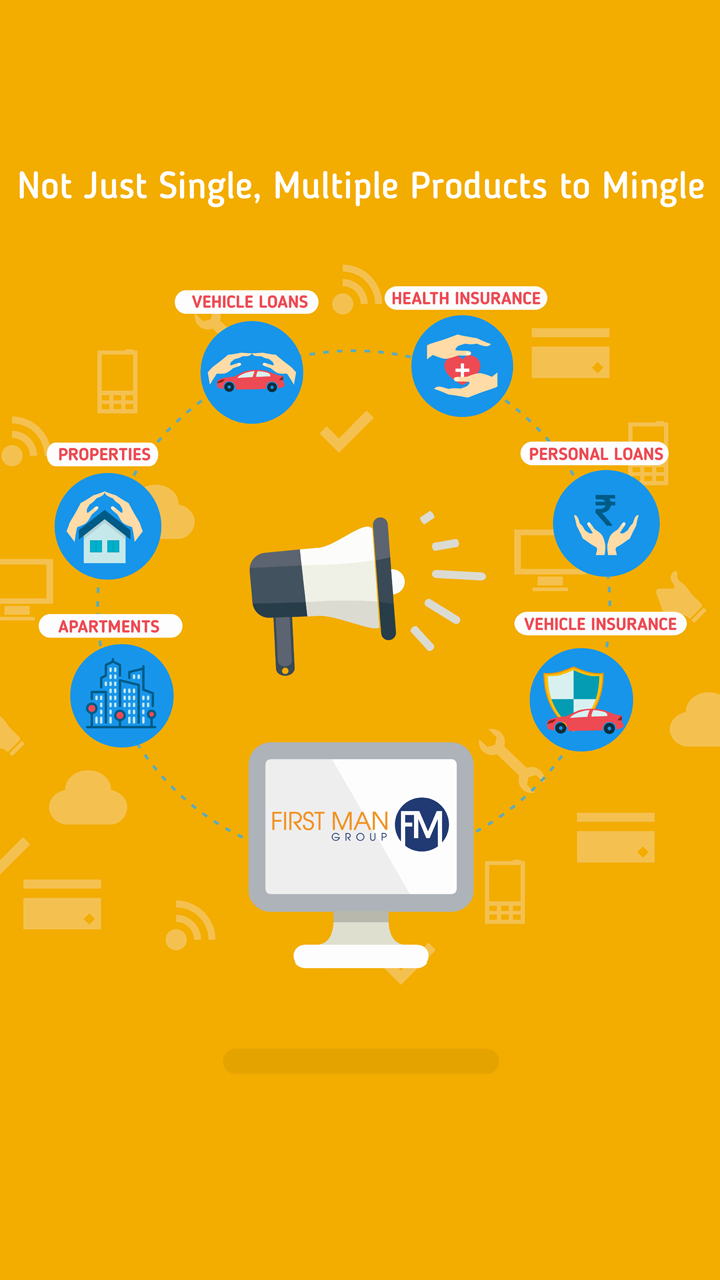 Not Just Single, Multiple Products to Mingle
VEHICLE LOANS
HEALTH INSURANCE
PROPERTIES
PERSONAL LOANS
₹
APARTMENTS
VEHICLE INSURANCE
FIRST MAN
GROUP
FM